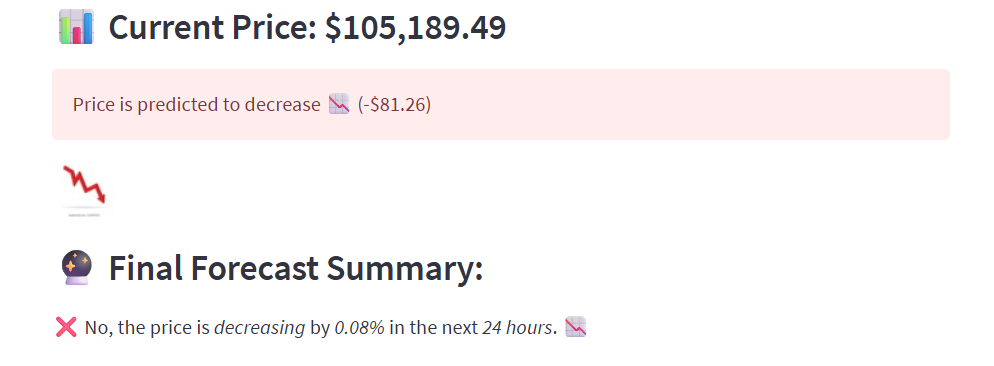 Current Price: $105,189.49
Price is predicted to decrease (-$81.26)
Final Forecast Summary:
No, the price is decreasing by 0.08% in the next 24 hours.